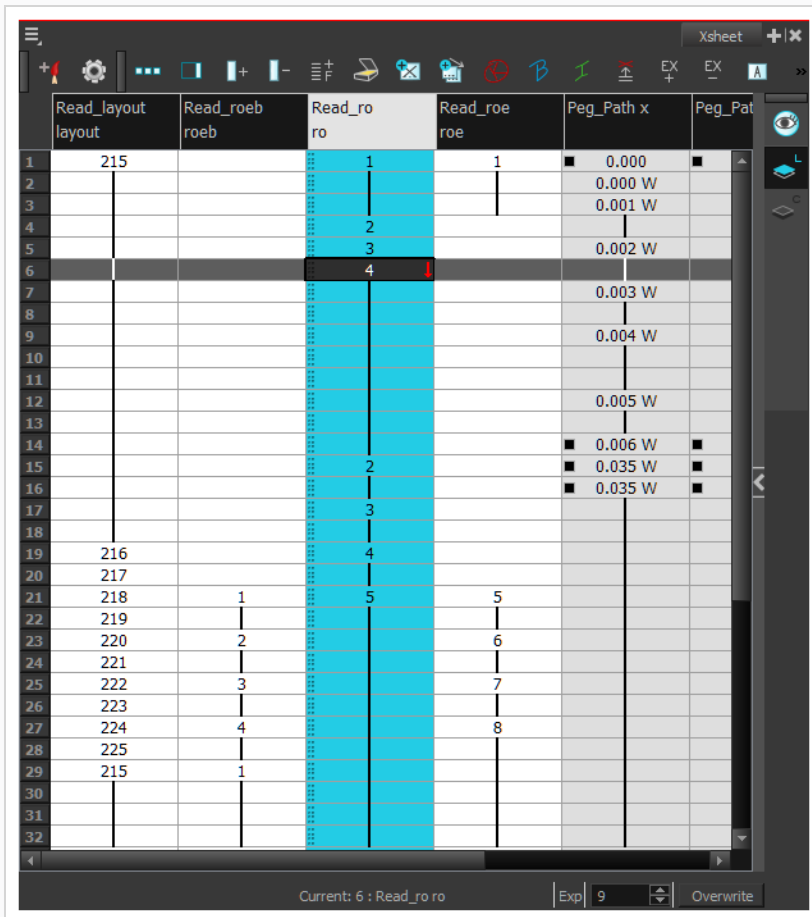 Xsheet
EX EX A
Read_layout Read_roeb Read_ro Read_roe Peg_Path x Peg_Pat
layout roeb ro roe
1 215 1 1 0.000
2 0.000 W
3 0.001 W
4 2
5 3 0.002 W
6 4
7 0.003 W
8
9 0.004 W
10
11
12 0.005 W
13
14 0.006 W
15 2 0.035 W
16 0.035 W
17 3
18
19 216 4
20 217
21 218 1 5 5
22 219
23 220 2 6
24 221
25 222 3 7
26 223
27 224 4 8
28 225
29 215 1
30
31
32
L
C
Current: 6 : Read_ro ro Exp 9 Overwrite